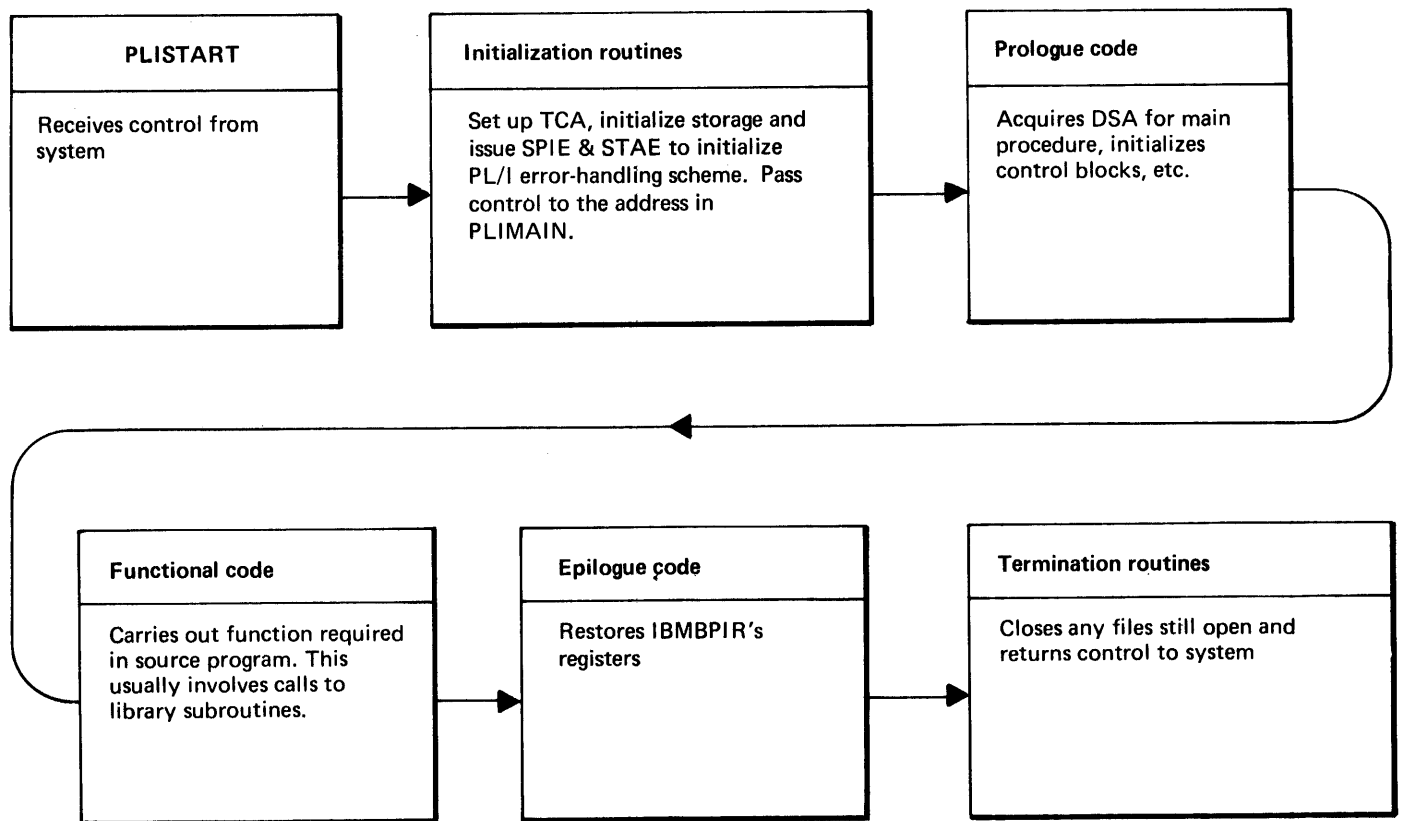 PLISTART
Receives control from
system
Initialization routines
Set up TCA, initialize storage and
issue SPIE & STAE to initialize
PL/I error-handling scheme. Pass
control to the address in
PLIMAIN.
Prologue code
Acquires DSA for main
procedure, initializes
control blocks, etc.
Functional code
Carries out function required
in source program. This
usually involves calls to
library subroutines.
Epilogue code
Restores IBMBPIR's
registers
Termination routines
Closes any files still open and
returns control to system